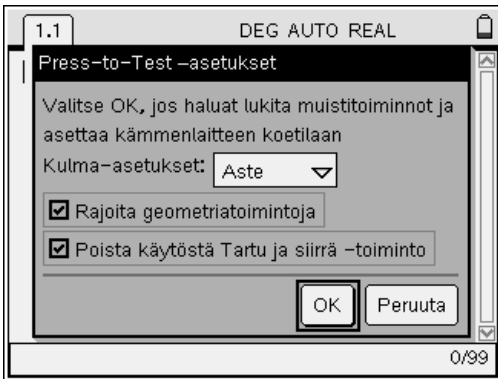 1.1 DEG AUTO REAL
Press-to-Test –asetukset
Valitse OK, jos haluat lukita muistitoiminnot ja
asettaa kämmenlaitteen koetilaan
Kulma-asetukset: Aste
Rajoita geometriatoimintoja
Poista käytöstä Tartu ja siirrä -toiminto
OK Peruuta
0/99